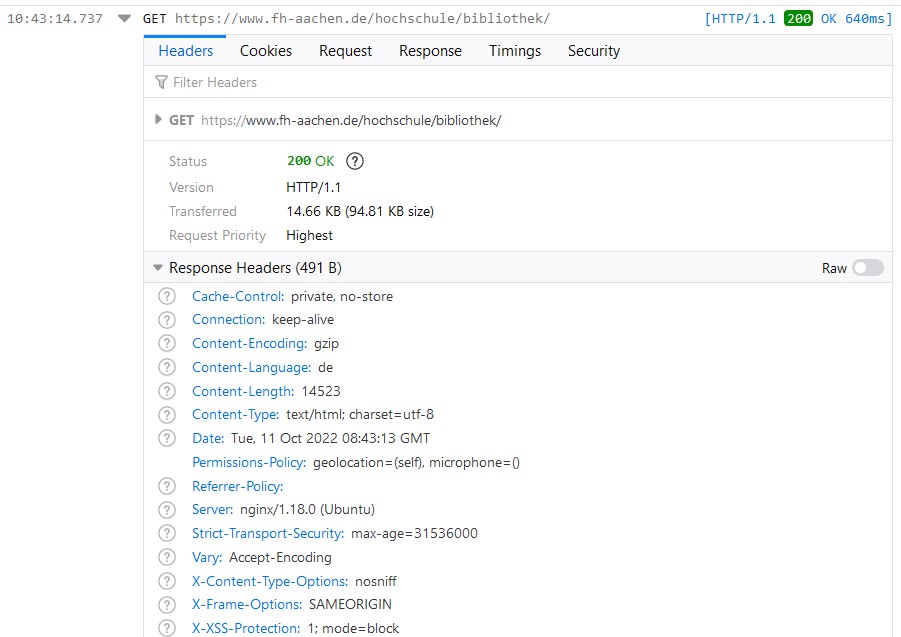 10:43:14.737 GET https://www.fh-aachen.de/hochschule/bibliothek/ [HTTP/1.1 200 OK 640ms]
Headers Cookies Request Response Timings Security
Filter Headers
GET https://www.fh-aachen.de/hochschule/bibliothek/
Status 200 OK ?
Version HTTP/1.1
Transferred 14.66 KB (94.81 KB size)
Request Priority Highest
Response Headers (491 B) Raw
? Cache-Control: private, no-store
? Connection: keep-alive
? Content-Encoding: gzip
? Content-Language: de
? Content-Length: 14523
? Content-Type: text/html; charset=utf-8
? Date: Tue, 11 Oct 2022 08:43:13 GMT
Permissions-Policy: geolocation=(self), microphone=()
? Referrer-Policy:
? Server: nginx/1.18.0 (Ubuntu)
? Strict-Transport-Security: max-age=31536000
? Vary: Accept-Encoding
? X-Content-Type-Options: nosniff
? X-Frame-Options: SAMEORIGIN
? X-XSS-Protection: 1; mode=block